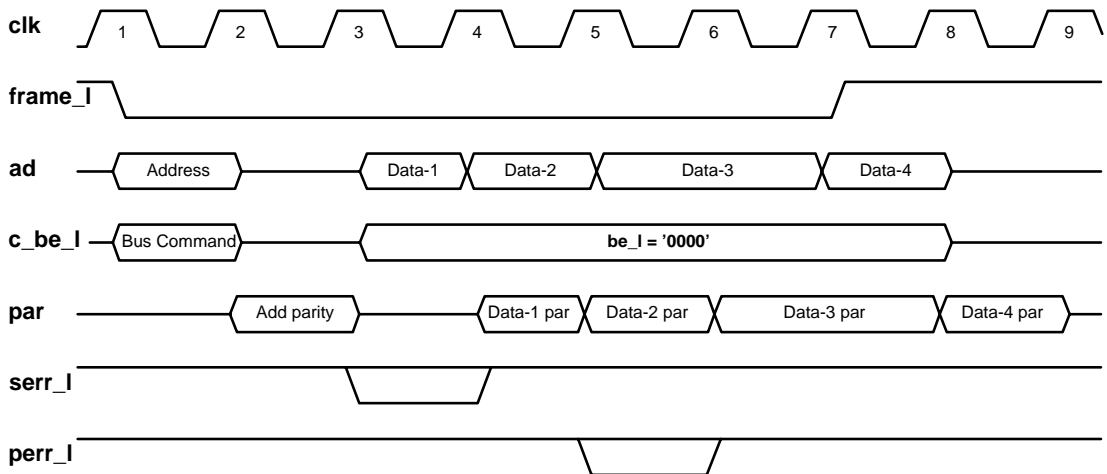 clk 1 2 3 4 5 6 7 8 9
frame_l
ad Address Data-1 Data-2 Data-3 Data-4
c_be_l Bus Command be_l = '0000'
par Add parity Data-1 par Data-2 par Data-3 par Data-4 par
serr_l
perr_l